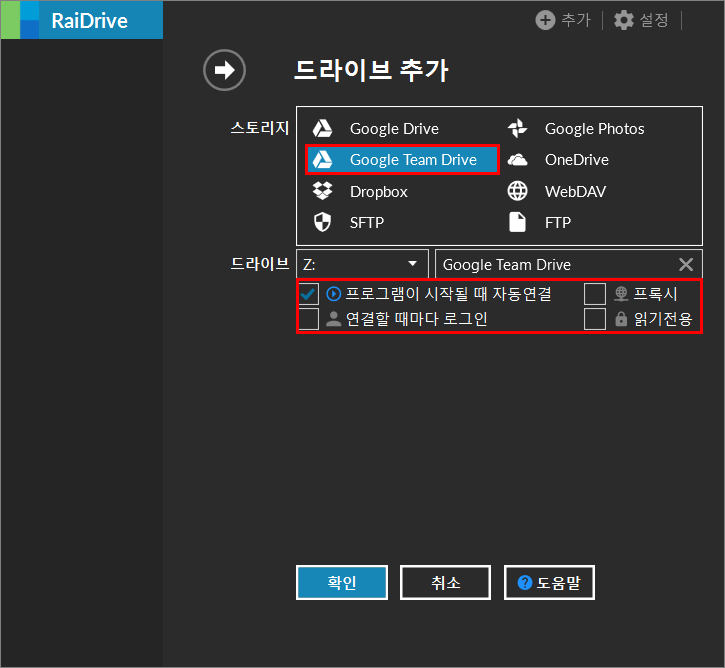 RaiDrive
추가
설정
드라이브 추가
스토리지
Google Drive
Google Photos
Google Team Drive
OneDrive
Dropbox
WebDAV
SFTP
FTP
드라이브
Z:
Google Team Drive
프로그램이 시작될 때 자동연결
프록시
연결할 때마다 로그인
읽기전용
확인
취소
? 도움말